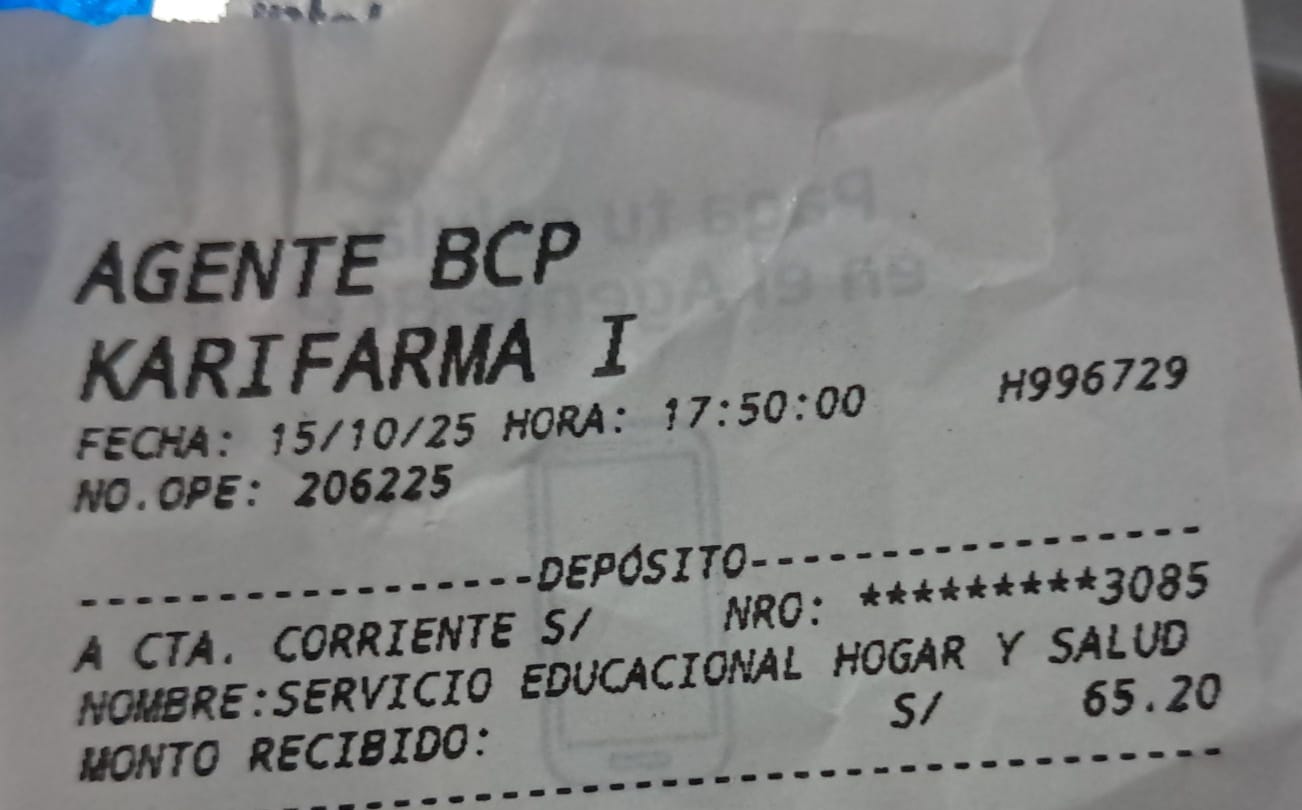 AGENTE BCP
KARIFARMA I
FECHA: 15/10/25 HORA: 17:50:00 H996729
NO.OPE: 206225
-----------------DEPÓSITO-----------------
A CTA. CORRIENTE S/ NRO: *********3085
NOMBRE:SERVICIO EDUCACIONAL HOGAR Y SALUD
MONTO RECIBIDO: S/ 65.20